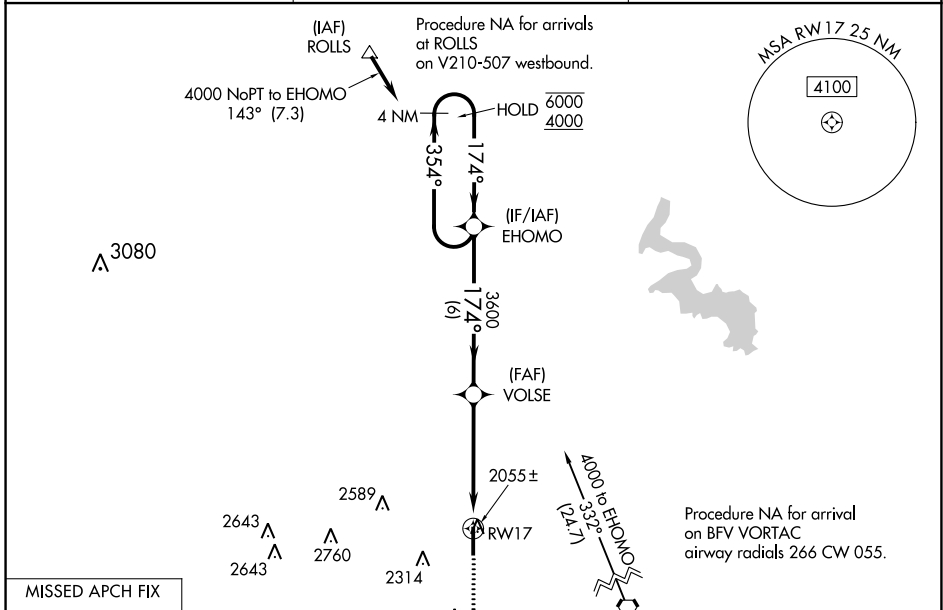 (IAF)
ROLLS
Procedure NA for arrivals
at ROLLS
on V210-507 westbound.
MSA RW17 25 NM
4100
4000 NoPT to EHOMO
143° (7.3)
4 NM
HOLD
6000
4000
354°
174°
(IF/IAF)
EHOMO
3080
3600
174°
(6)
(FAF)
VOLSE
2055±
RW17
2589
2643
2643
2760
2314
4000 to EHOMO
332°
(24.7)
Procedure NA for arrival
on BFV VORTAC
airway radials 266 CW 055.
MISSED APCH FIX